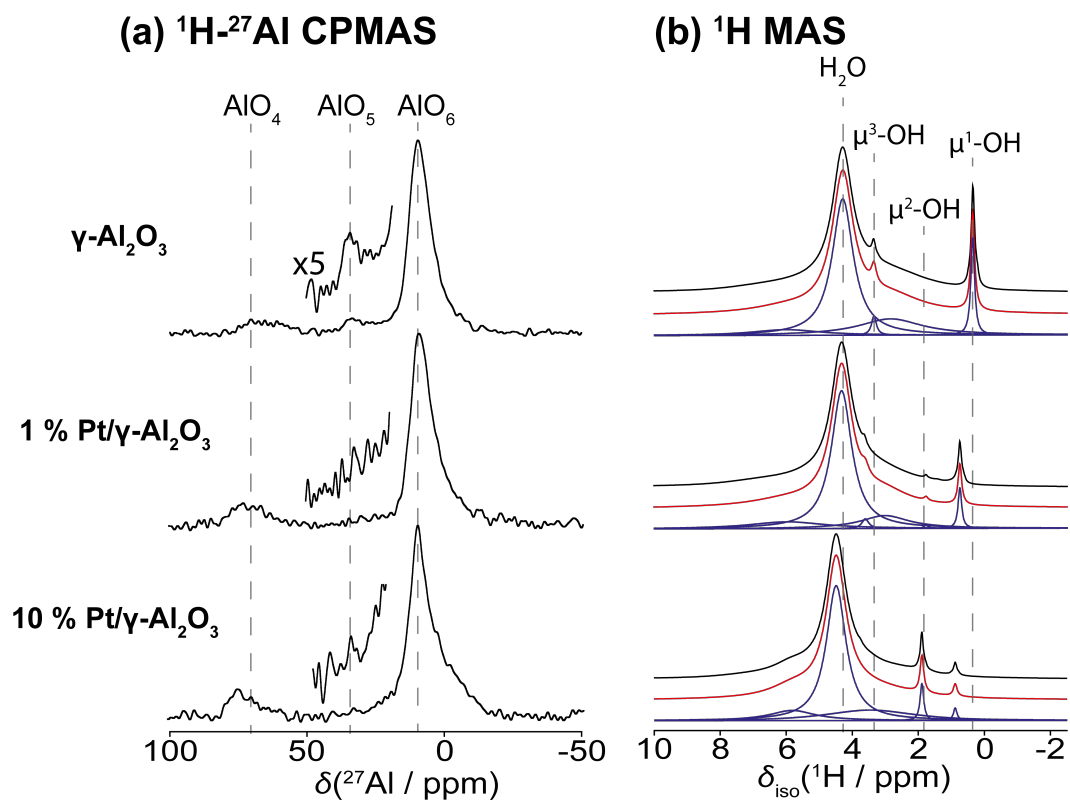 (a) ¹H-²⁷Al CPMAS
(b) ¹H MAS
AlO₄
AlO₅
AlO₆
H₂O
μ³-OH
μ²-OH
μ¹-OH
γ-Al₂O₃
x5
1 % Pt/γ-Al₂O₃
10 % Pt/γ-Al₂O₃
100 50 0 -50
δ(²⁷Al / ppm)
10 8 6 4 2 0 -2
δiso(¹H / ppm)